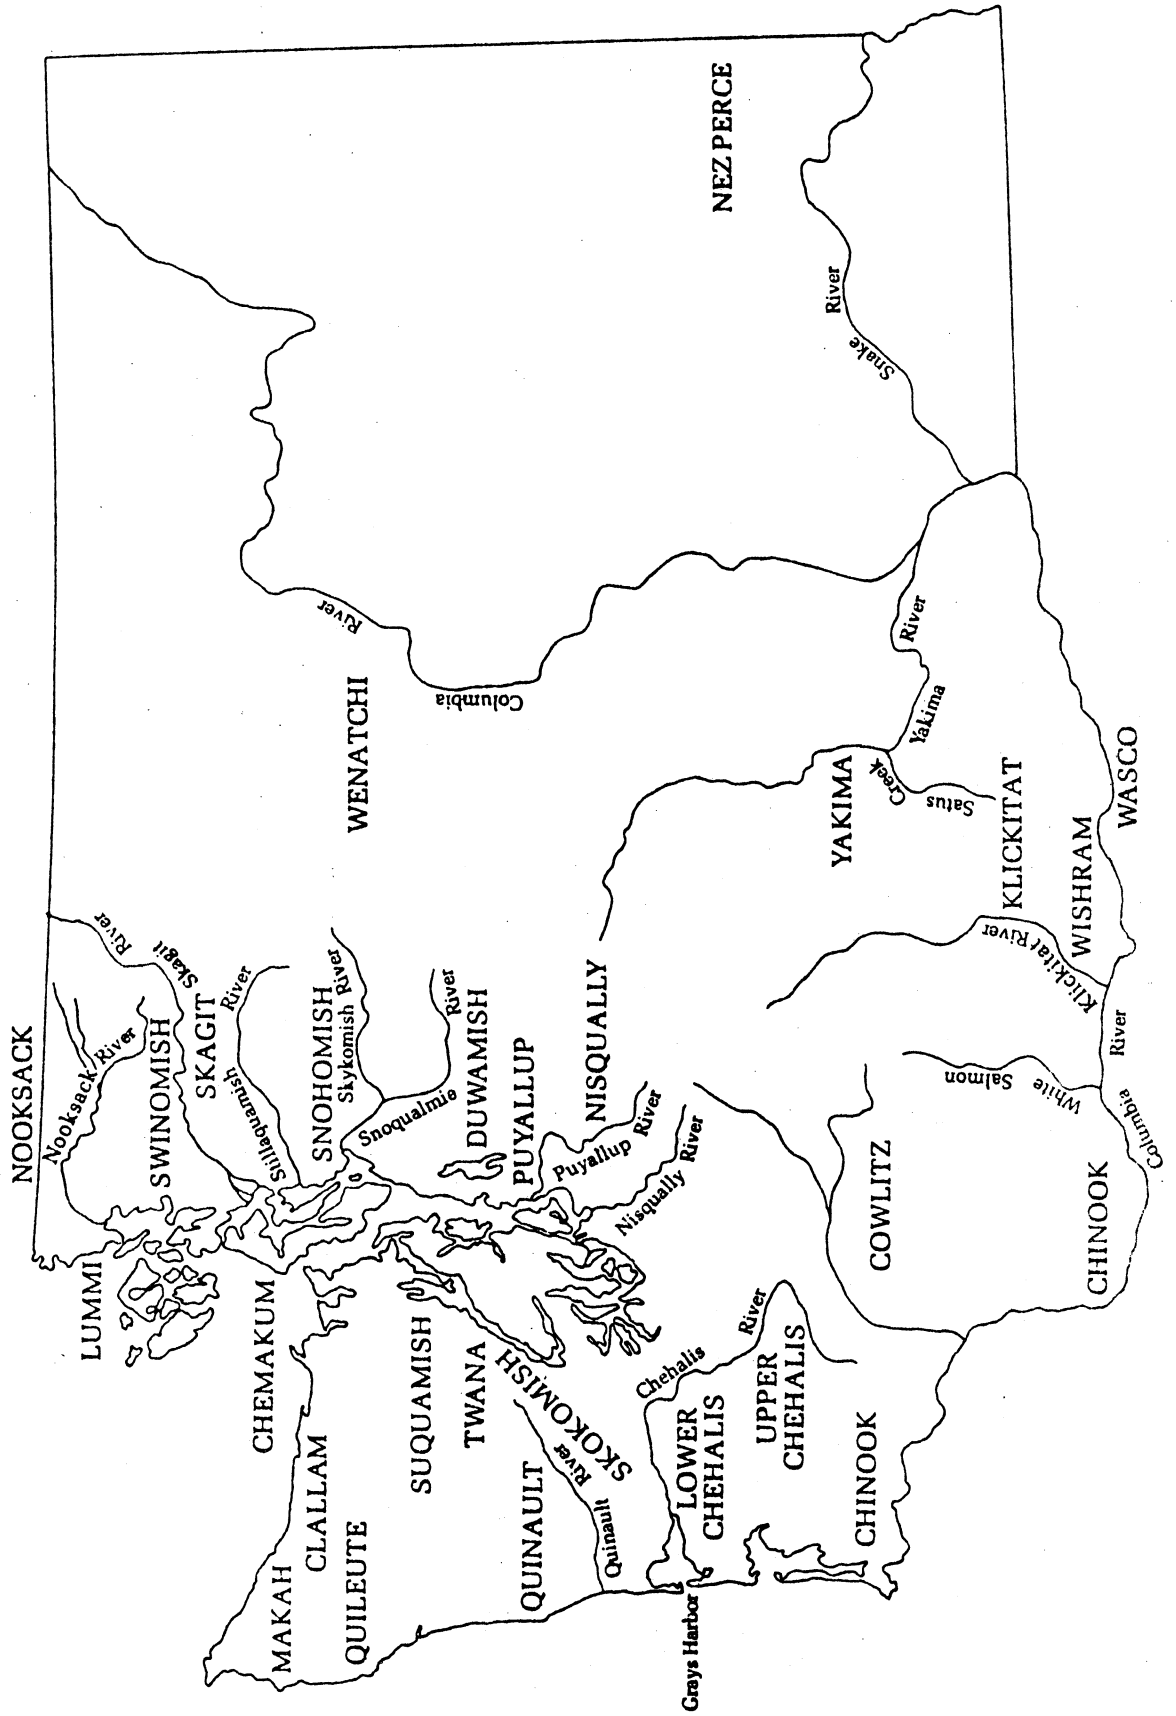 NOOKSACK
Nooksack River
LUMMI
SWINOMISH
Skagit River
SKAGIT
Stillaquamish River
CHEMAKUM
MAKAH
CLALLAM
QUILEUTE
SNOHOMISH
Skykomish River
Snoqualmie River
WENATCHI
Columbia River
SUQUAMISH
TWANA
SKOKOMISH
DUWAMISH
PUYALLUP
Puyallup River
NISQUALLY
Nisqually River
QUINAULT
Quinault River
Grays Harbor
LOWER
CHEHALIS
Chehalis River
UPPER
CHEHALIS
CHINOOK
COWLITZ
NEZ PERCE
Snake River
YAKIMA
Yakima River
Satus Creek
KLICKITAT
Klickitat River
WISHRAM
WASCO
White Salmon
CHINOOK
Columbia River